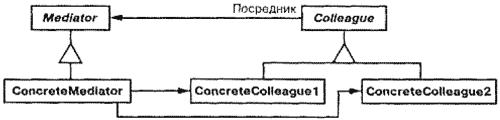 Mediator
Посредник
Colleague
ConcreteMediator
ConcreteColleague1
ConcreteColleague2